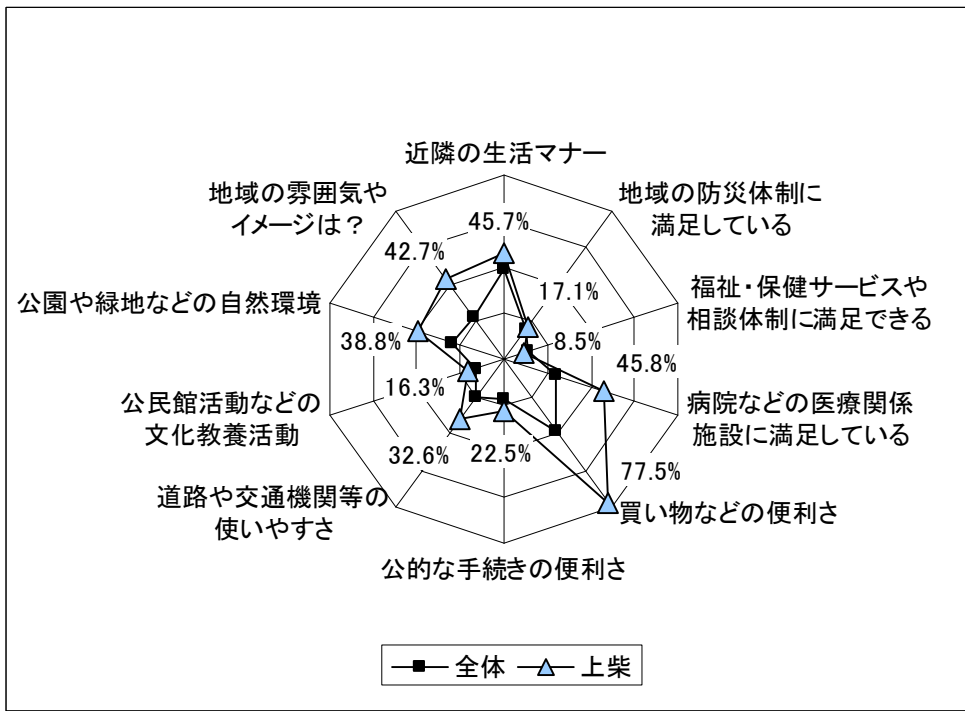 近隣の生活マナー
地域の防災体制に
満足している
福祉・保健サービスや
相談体制に満足できる
病院などの医療関係
施設に満足している
買い物などの便利さ
公的な手続きの便利さ
道路や交通機関等の
使いやすさ
公民館活動などの
文化教養活動
公園や緑地などの自然環境
地域の雰囲気や
イメージは？
45.7%
17.1%
8.5%
45.8%
77.5%
22.5%
32.6%
16.3%
38.8%
42.7%
全体 上柴